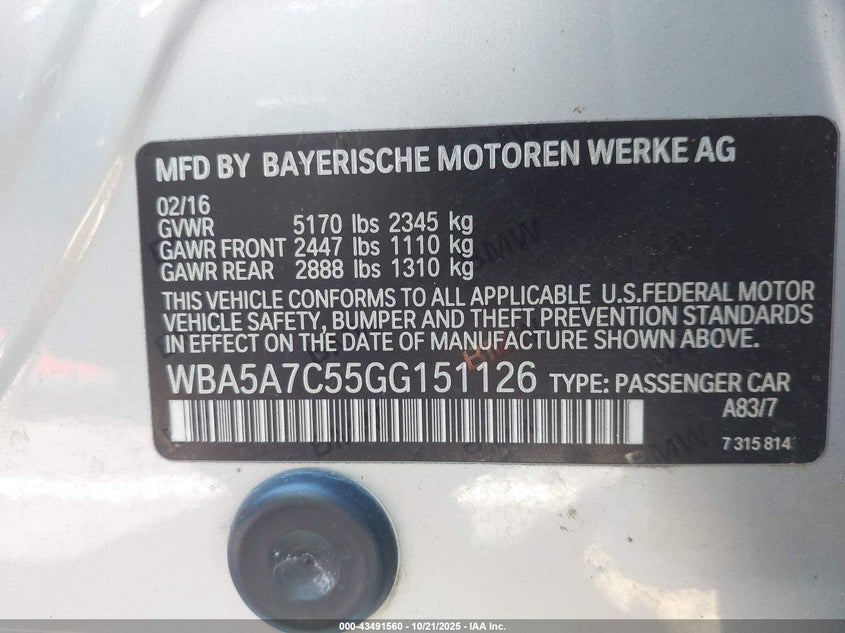 MFD BY BAYERISCHE MOTOREN WERKE AG
02/16
GVWR 5170 lbs 2345 kg
GAWR FRONT 2447 lbs 1110 kg
GAWR REAR 2888 lbs 1310 kg
THIS VEHICLE CONFORMS TO ALL APPLICABLE U.S.FEDERAL MOTOR
VEHICLE SAFETY, BUMPER AND THEFT PREVENTION STANDARDS
IN EFFECT ON THE DATE OF MANUFACTURE SHOWN ABOVE.
WBA5A7C55GG151126 TYPE: PASSENGER CAR
A83/7
7 315 814
000-43491560 - 10/21/2025 - IAA Inc.